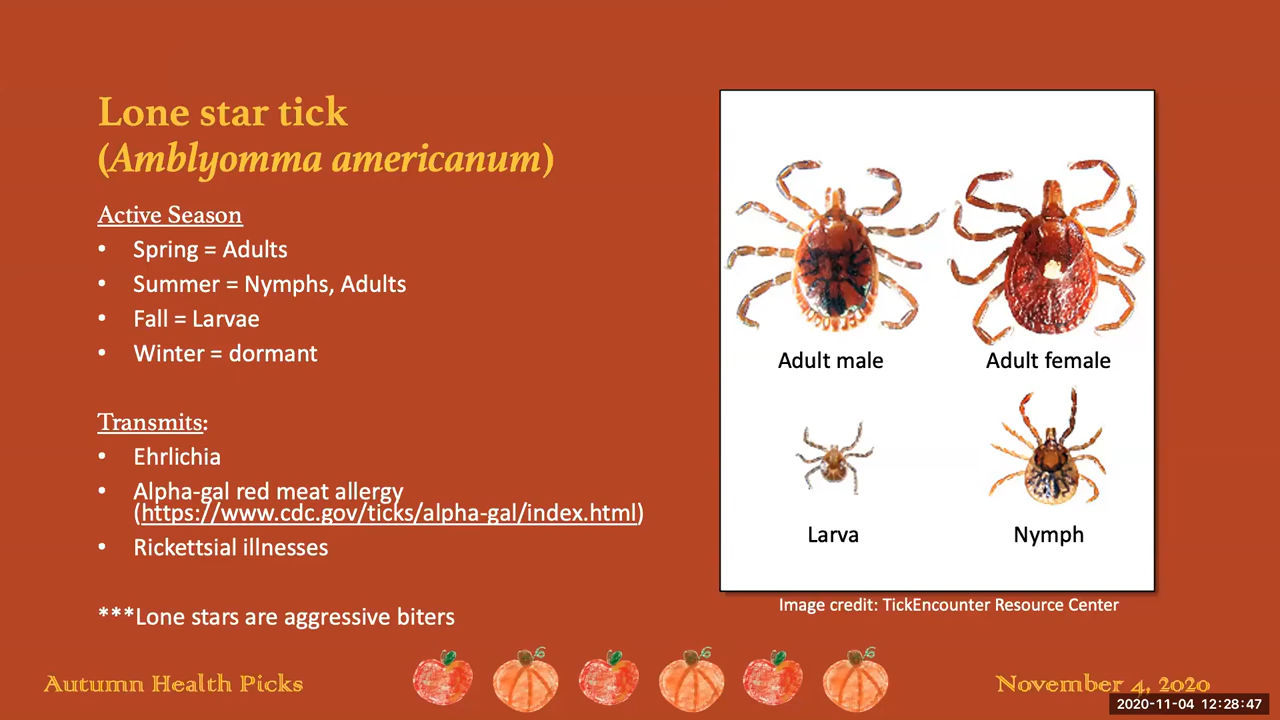 Lone star tick
(Amblyomma americanum)
Active Season
• Spring = Adults
• Summer = Nymphs, Adults
• Fall = Larvae
• Winter = dormant
Transmits:
• Ehrlichia
• Alpha-gal red meat allergy
(https://www.cdc.gov/ticks/alpha-gal/index.html)
• Rickettsial illnesses
***Lone stars are aggressive biters
Adult male
Adult female
Larva
Nymph
Image credit: TickEncounter Resource Center
Autumn Health Picks
November 4, 2020
2020-11-04 12:28:47